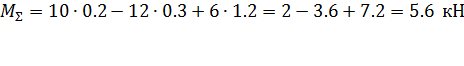 M_Σ = 10 · 0.2 − 12 · 0.3 + 6 · 1.2 = 2 − 3.6 + 7.2 = 5.6 кН